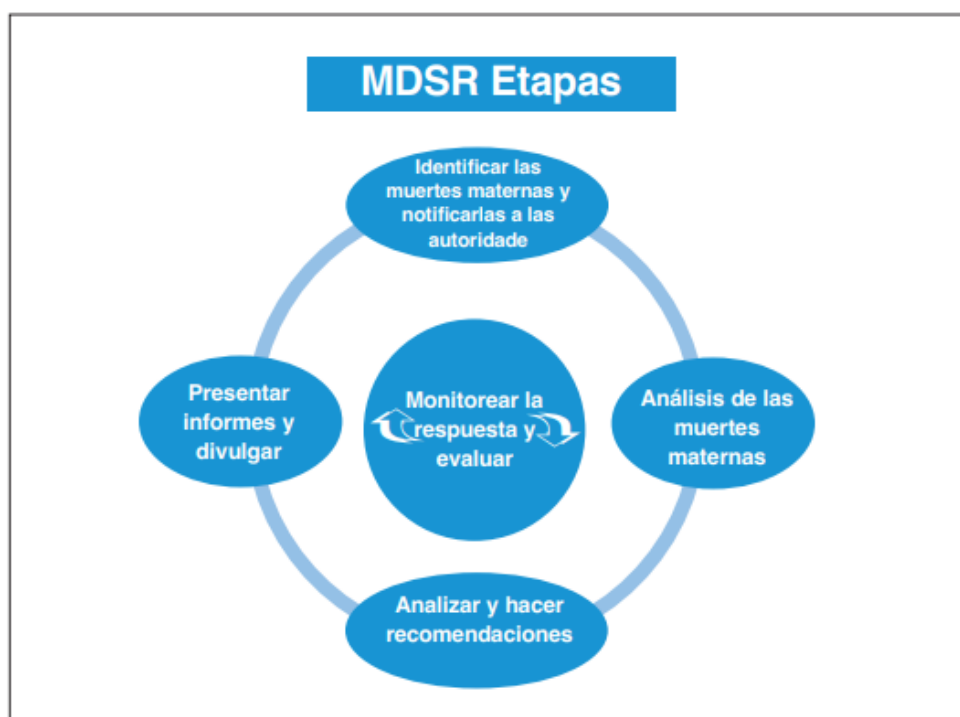 MDSR Etapas
Identificar las
muertes maternas y
notificarlas a las
autoridade
Presentar
informes y
divulgar
Monitorear la
respuesta y
evaluar
Análisis de las
muertes
maternas
Analizar y hacer
recomendaciones